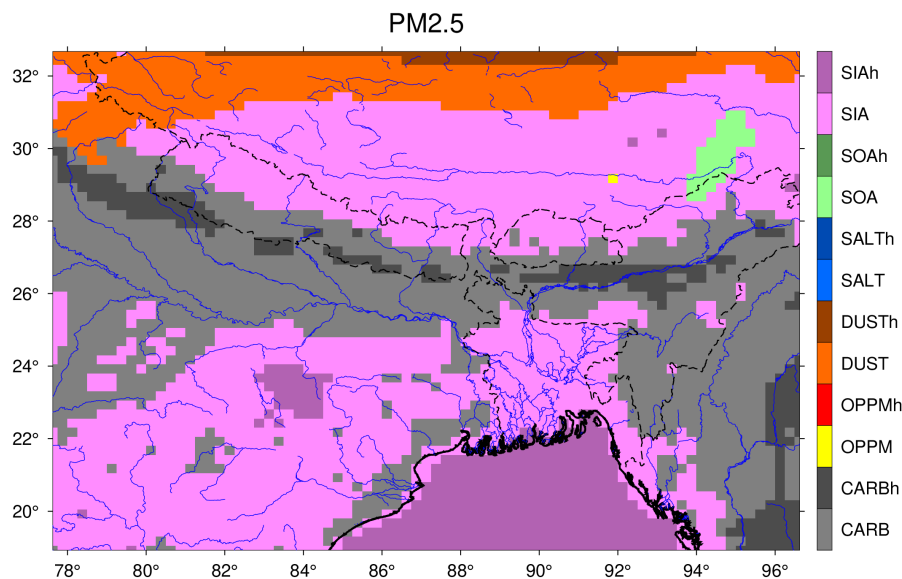 PM2.5
32°
30°
28°
26°
24°
22°
20°
78°
80°
82°
84°
86°
88°
90°
92°
94°
96°
SIAh
SIA
SOAh
SOA
SALTh
SALT
DUSTh
DUST
OPPMh
OPPM
CARBh
CARB